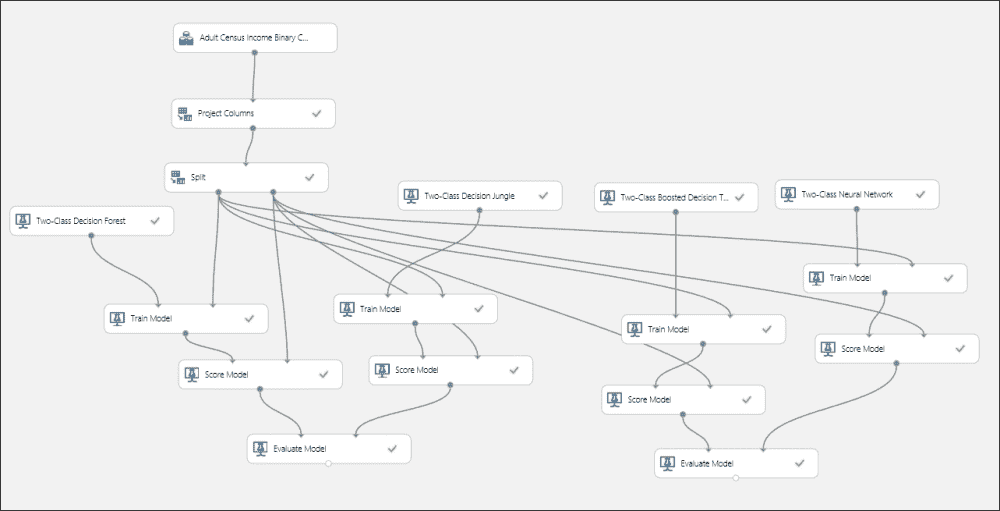 Adult Census Income Binary C...
Project Columns
Split
Two-Class Decision Jungle
Two-Class Boosted Decision T...
Two-Class Neural Network
Two-Class Decision Forest
Train Model
Train Model
Train Model
Train Model
Score Model
Score Model
Score Model
Score Model
Evaluate Model
Evaluate Model